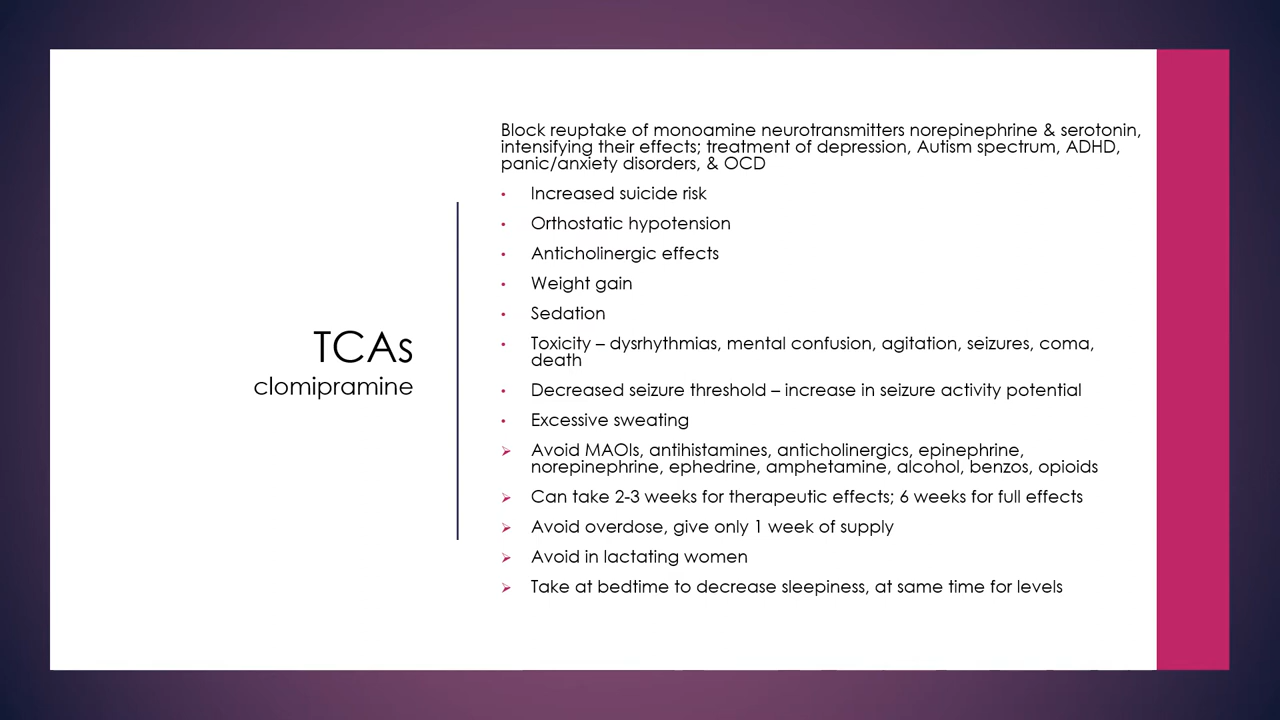 TCAs
clomipramine
Block reuptake of monoamine neurotransmitters norepinephrine & serotonin,
intensifying their effects; treatment of depression, Autism spectrum, ADHD,
panic/anxiety disorders, & OCD
• Increased suicide risk
• Orthostatic hypotension
• Anticholinergic effects
• Weight gain
• Sedation
• Toxicity – dysrhythmias, mental confusion, agitation, seizures, coma,
death
• Decreased seizure threshold – increase in seizure activity potential
• Excessive sweating
➢ Avoid MAOIs, antihistamines, anticholinergics, epinephrine,
norepinephrine, ephedrine, amphetamine, alcohol, benzos, opioids
➢ Can take 2-3 weeks for therapeutic effects; 6 weeks for full effects
➢ Avoid overdose, give only 1 week of supply
➢ Avoid in lactating women
➢ Take at bedtime to decrease sleepiness, at same time for levels